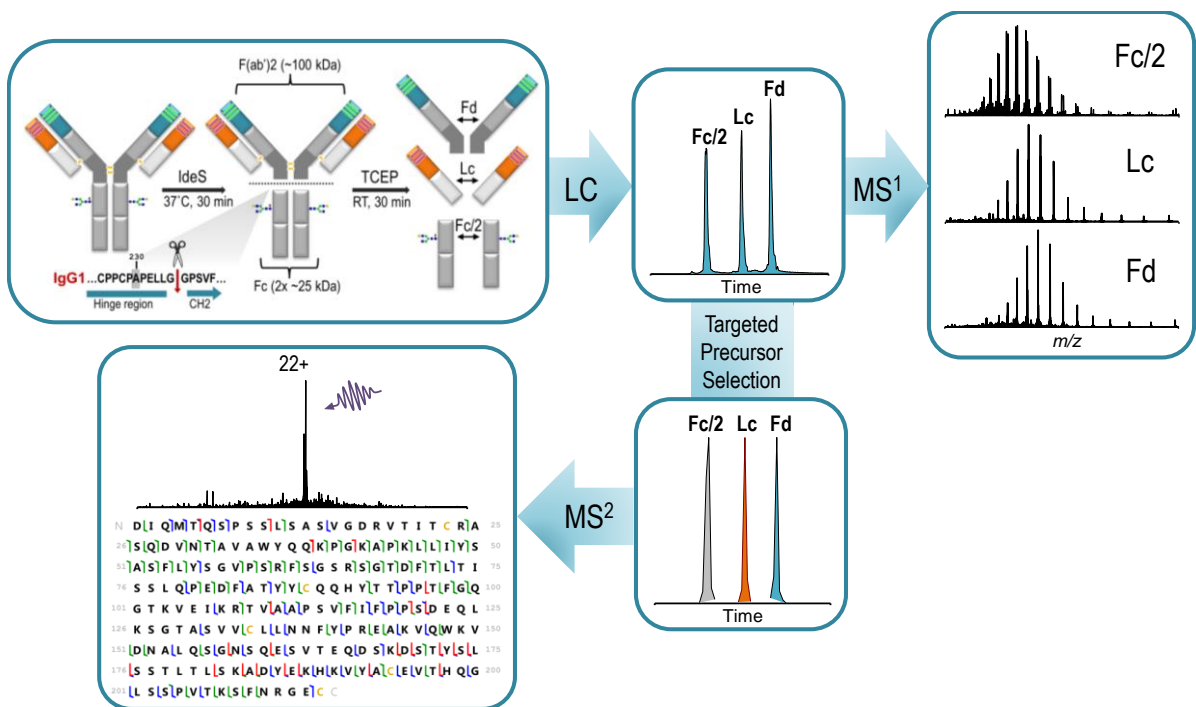 F(ab')2 (~100 kDa)
IdeS
37˚C, 30 min
TCEP
RT, 30 min
Fd
Lc
Fc/2
230
IgG1 ...CPPCPAPELLG GPSVF...
Hinge region
CH2
Fc (2x ~25 kDa)
LC
Fc/2 Lc Fd
Time
MS1
Fc/2
Lc
Fd
m/z
Targeted
Precursor
Selection
Fc/2 Lc Fd
Time
MS2
22+
N D I Q M T Q S P S S L S A S V G D R V T I T C R A 25
26 S Q D V N T A V A W Y Q Q K P G K A P K L L I Y S 50
51 A S F L Y S G V P S R F S G S R S G T D F T L T I 75
76 S S L Q P E D F A T Y Y C Q Q H Y T T P P T F G Q 100
101 G T K V E I K R T V A A P S V F I F P P S D E Q L 125
126 K S G T A S V V C L L N N F Y P R E A K V Q W K V 150
151 D N A L Q S G N S Q E S V T E Q D S K D S T Y S L 175
176 S S T L T L S K A D Y E K H K V Y A C E V T H Q G 200
201 L S S P V T K S F N R G E C C